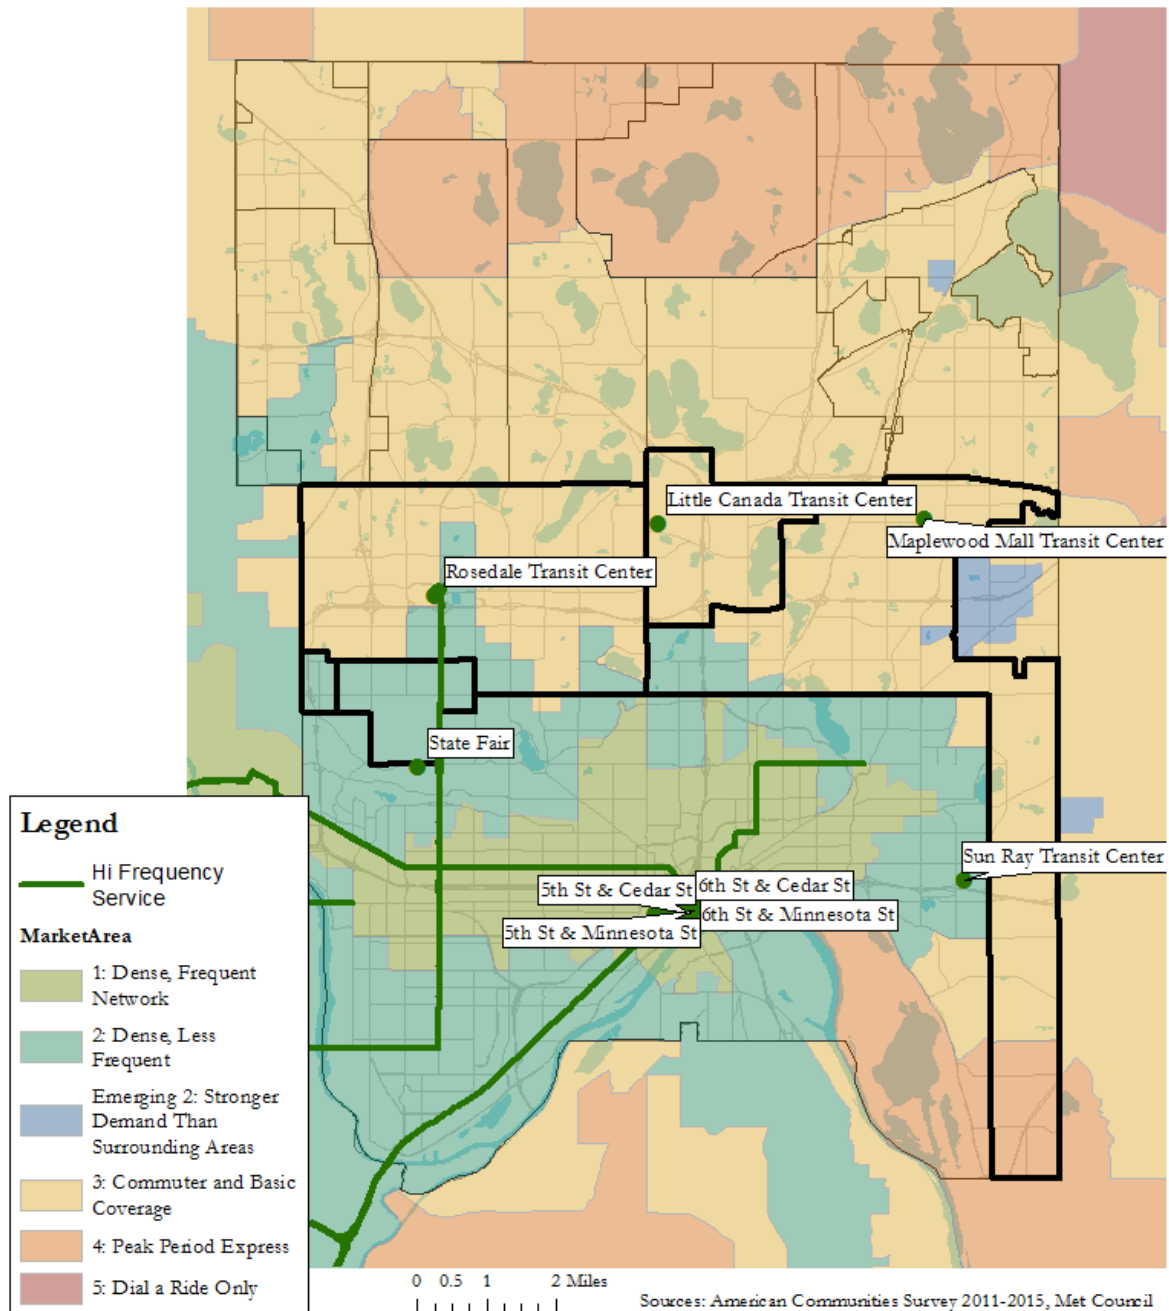 Little Canada Transit Center
Maplewood Mall Transit Center
Rosedale Transit Center
State Fair
Sun Ray Transit Center
5th St & Cedar St
6th St & Cedar St
5th St & Minnesota St
6th St & Minnesota St
Legend
Hi Frequency
Service
MarketArea
1: Dense, Frequent
Network
2: Dense, Less
Frequent
Emerging 2: Stronger
Demand Than
Surrounding Areas
3: Commuter and Basic
Coverage
4: Peak Period Express
5: Dial a Ride Only
0 0.5 1 2 Miles
Sources: American Communities Survey 2011-2015, Met Council